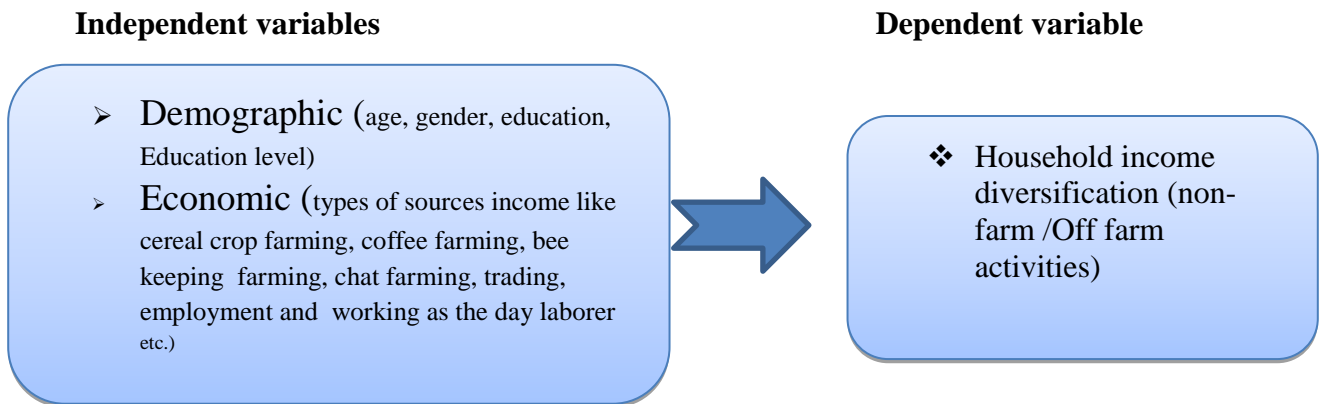 Independent variables
Dependent variable
➢ Demographic (age, gender, education,
Education level)
➢ Economic (types of sources income like
cereal crop farming, coffee farming, bee
keeping farming, chat farming, trading,
employment and working as the day laborer
etc.)
❖ Household income
diversification (non-
farm /Off farm
activities)